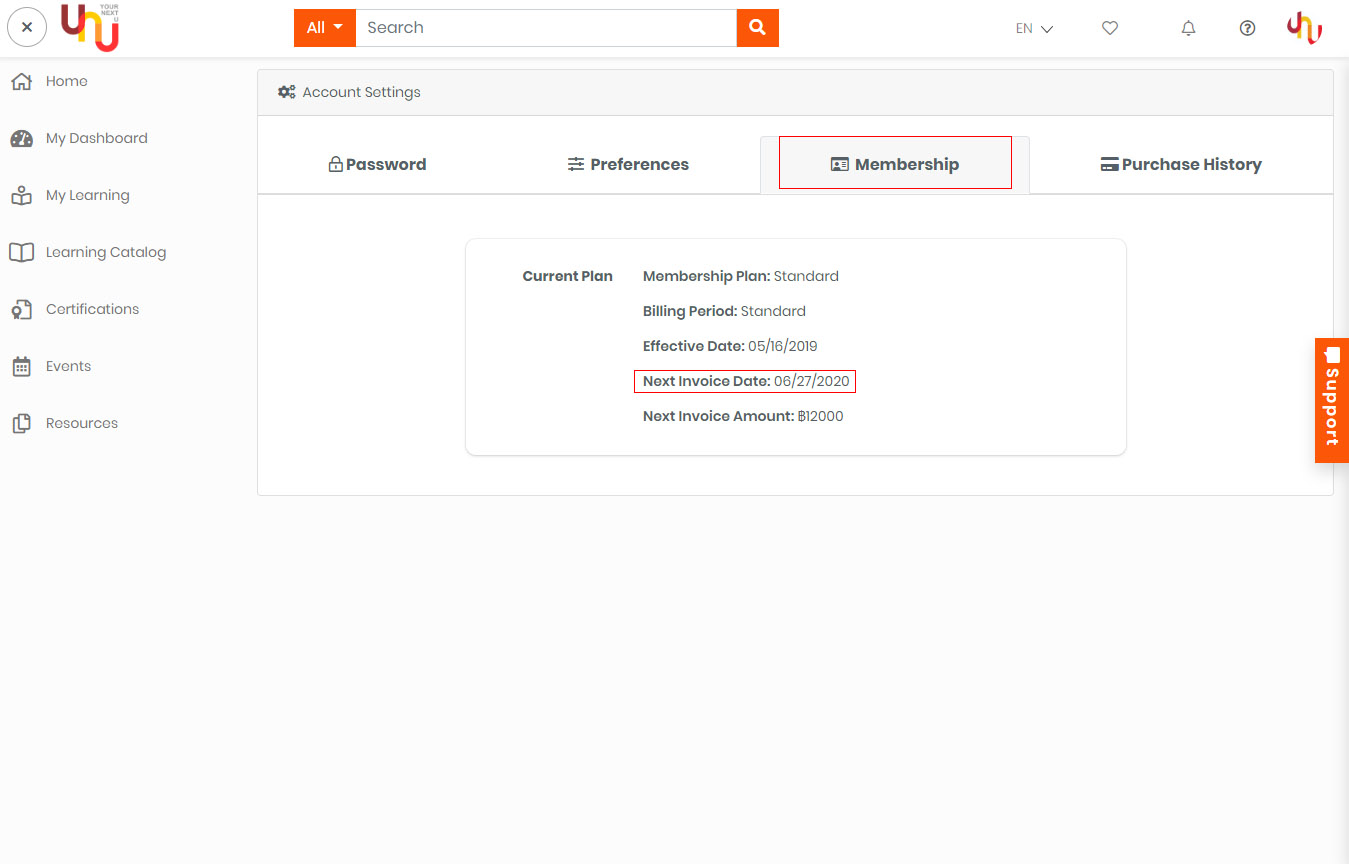 YOUR
NEXT
U
All
Search
EN
Home
My Dashboard
My Learning
Learning Catalog
Certifications
Events
Resources
Account Settings
Password
Preferences
Membership
Purchase History
Current Plan
Membership Plan: Standard
Billing Period: Standard
Effective Date: 05/16/2019
Next Invoice Date: 06/27/2020
Next Invoice Amount: ฿12000
Support